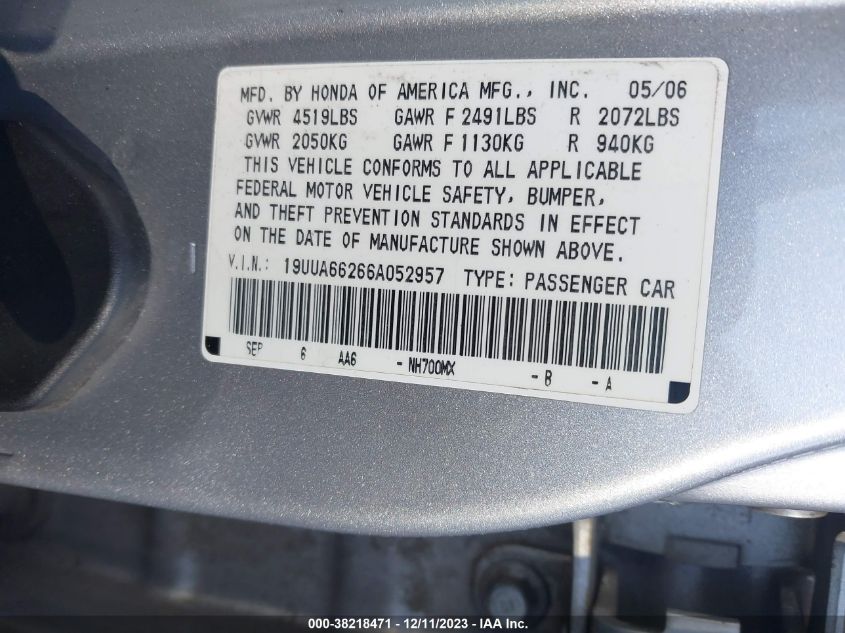 MFD. BY HONDA OF AMERICA MFG., INC. 05/06
GVWR 4519LBS GAWR F 2491LBS R 2072LBS
GVWR 2050KG GAWR F 1130KG R 940KG
THIS VEHICLE CONFORMS TO ALL APPLICABLE
FEDERAL MOTOR VEHICLE SAFETY, BUMPER,
AND THEFT PREVENTION STANDARDS IN EFFECT
ON THE DATE OF MANUFACTURE SHOWN ABOVE.
V.I.N.: 19UUA66266A052957 TYPE: PASSENGER CAR
SEP 6 AA6 - NH700MX - B - A
000-38218471 - 12/11/2023 - IAA Inc.